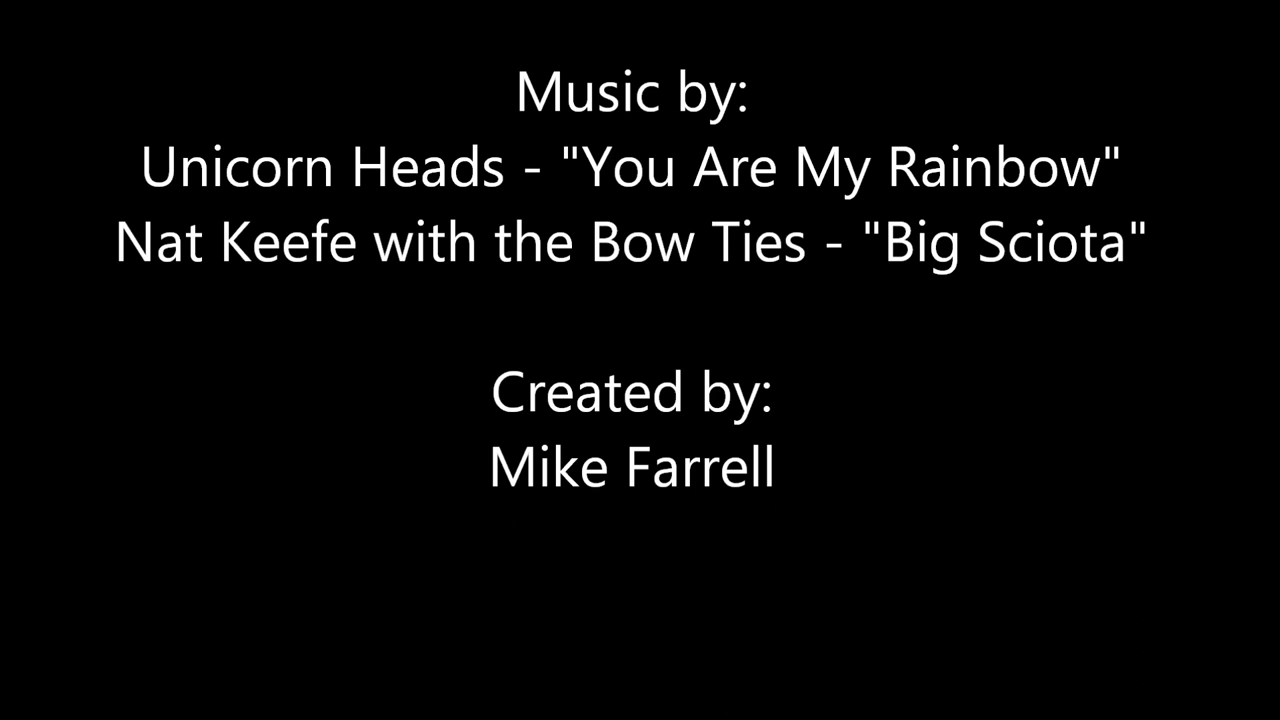 Music by:
Unicorn Heads - "You Are My Rainbow"
Nat Keefe with the Bow Ties - "Big Sciota"
Created by:
Mike Farrell